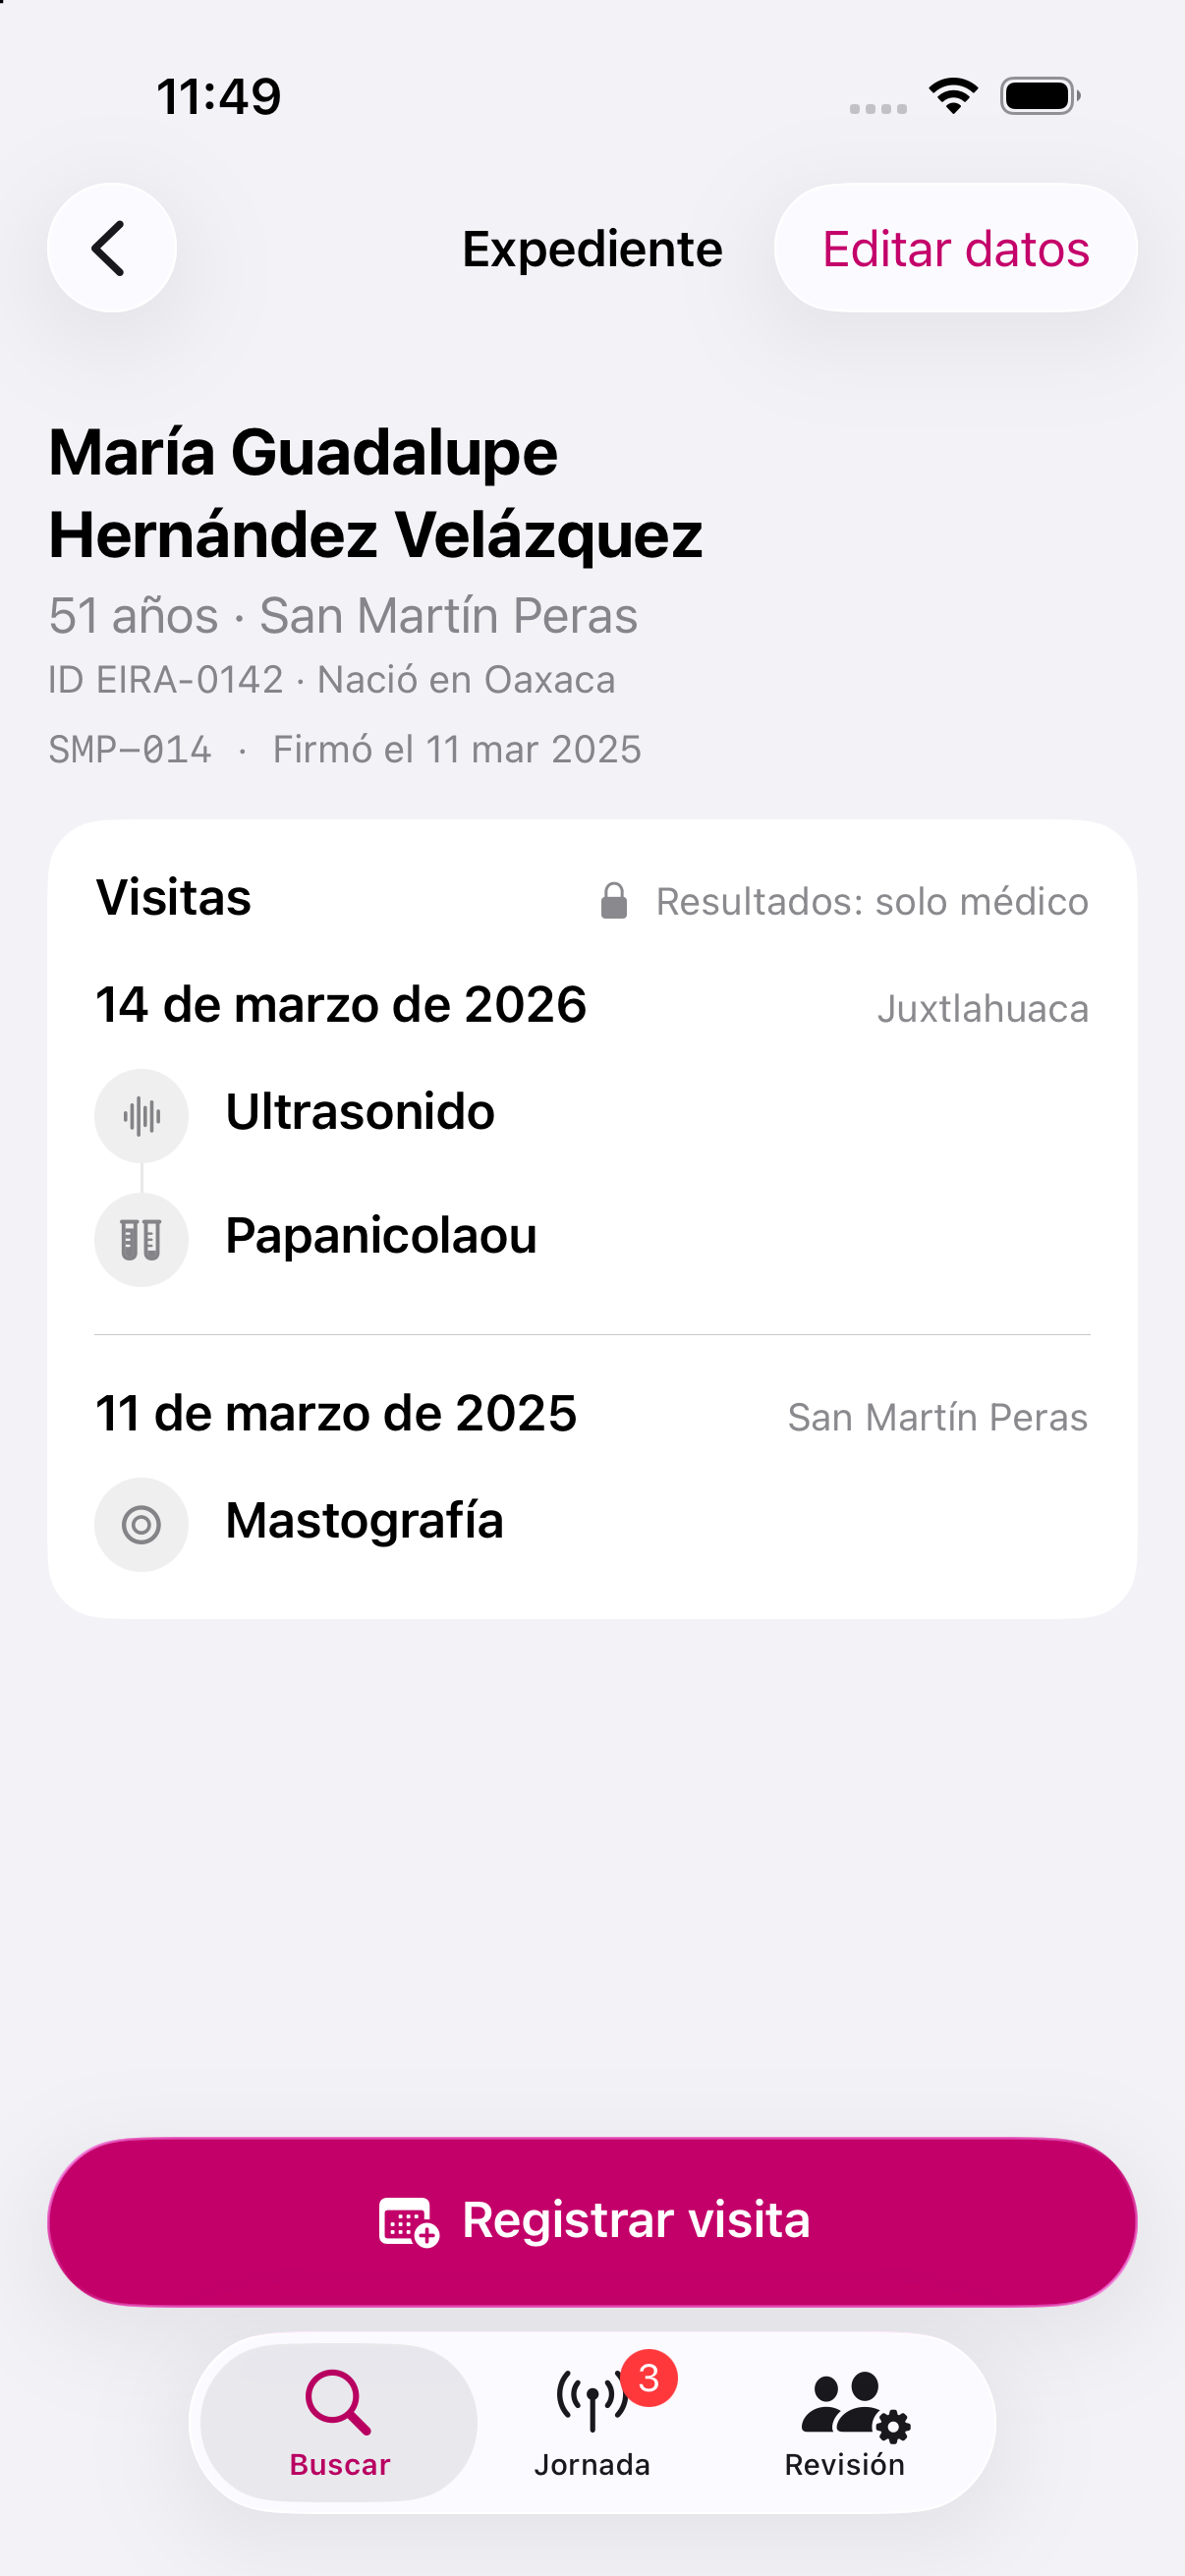 11:49
Expediente
Editar datos
María Guadalupe
Hernández Velázquez
51 años · San Martín Peras
ID EIRA-0142 · Nació en Oaxaca
SMP–014 · Firmó el 11 mar 2025
Visitas
Resultados: solo médico
14 de marzo de 2026
Juxtlahuaca
Ultrasonido
Papanicolaou
11 de marzo de 2025
San Martín Peras
Mastografía
Registrar visita
3
Buscar
Jornada
Revisión